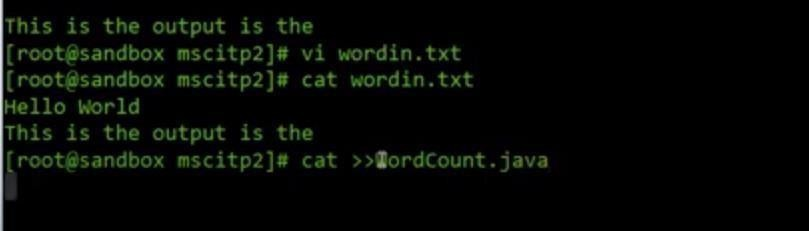 This is the output is the
[root@sandbox mscitp2]# vi wordin.txt
[root@sandbox mscitp2]# cat wordin.txt
Hello World
This is the output is the
[root@sandbox mscitp2]# cat >>WordCount.java